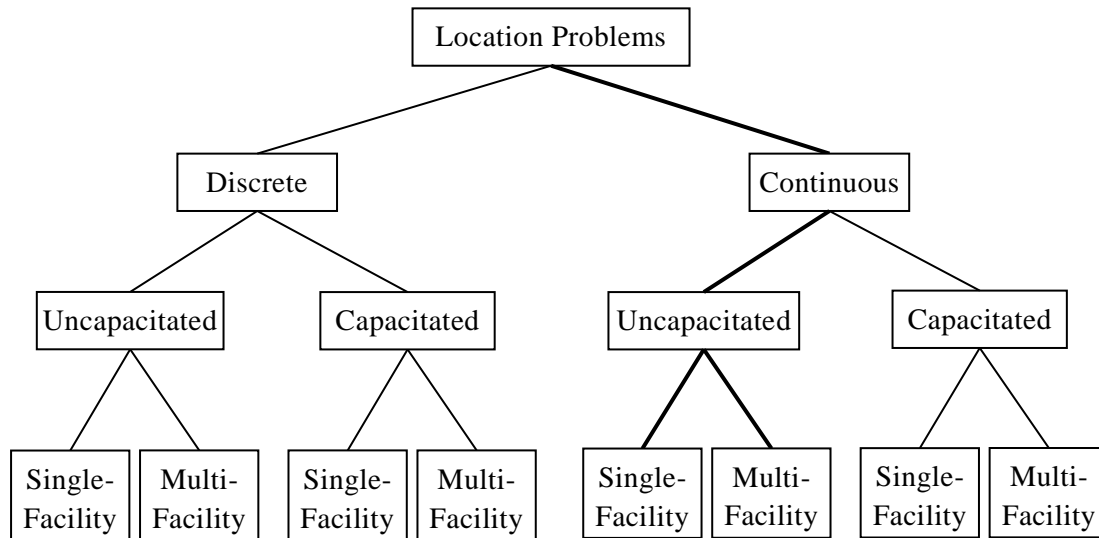 Location Problems
Discrete
Continuous
Uncapacitated
Capacitated
Uncapacitated
Capacitated
Single-
Facility
Multi-
Facility
Single-
Facility
Multi-
Facility
Single-
Facility
Multi-
Facility
Single-
Facility
Multi-
Facility